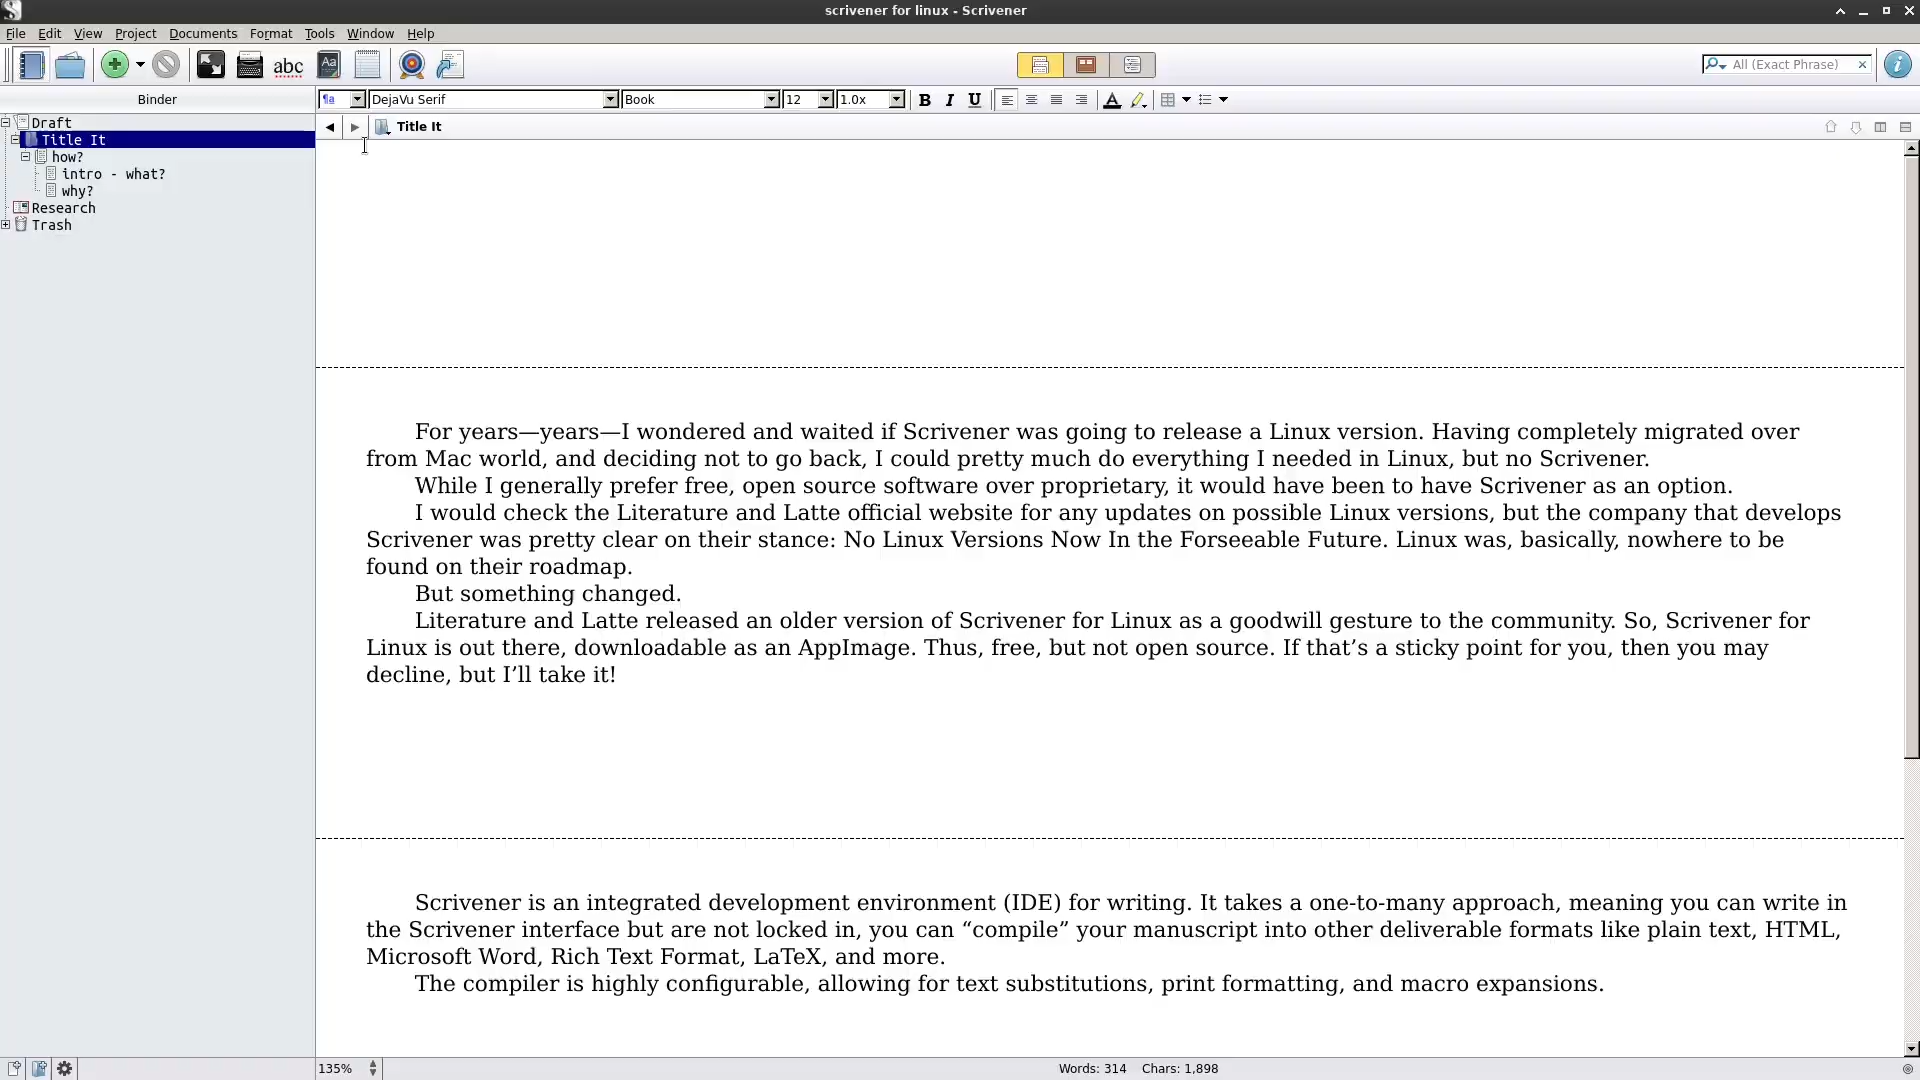 scrivener for linux - Scrivener
File Edit View Project Documents Format Tools Window Help
abc Aa All (Exact Phrase)
Binder
¶a DejaVu Serif Book 12 1.0x B I U A
Draft
Title It
how?
intro - what?
why?
Research
Trash
Title It
For years—years—I wondered and waited if Scrivener was going to release a Linux version. Having completely migrated over
from Mac world, and deciding not to go back, I could pretty much do everything I needed in Linux, but no Scrivener.
While I generally prefer free, open source software over proprietary, it would have been to have Scrivener as an option.
I would check the Literature and Latte official website for any updates on possible Linux versions, but the company that develops
Scrivener was pretty clear on their stance: No Linux Versions Now In the Forseeable Future. Linux was, basically, nowhere to be
found on their roadmap.
But something changed.
Literature and Latte released an older version of Scrivener for Linux as a goodwill gesture to the community. So, Scrivener for
Linux is out there, downloadable as an AppImage. Thus, free, but not open source. If that’s a sticky point for you, then you may
decline, but I’ll take it!
Scrivener is an integrated development environment (IDE) for writing. It takes a one-to-many approach, meaning you can write in
the Scrivener interface but are not locked in, you can “compile” your manuscript into other deliverable formats like plain text, HTML,
Microsoft Word, Rich Text Format, LaTeX, and more.
The compiler is highly configurable, allowing for text substitutions, print formatting, and macro expansions.
135% Words: 314 Chars: 1,898